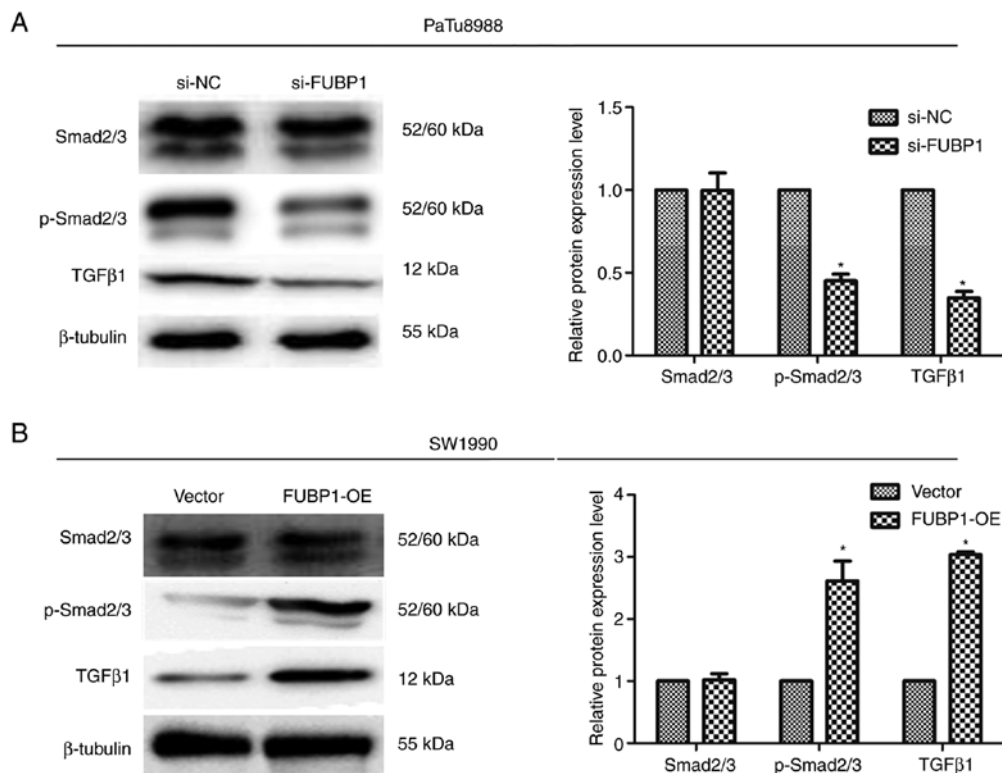 A
PaTu8988
si-NC si-FUBP1
Smad2/3 52/60 kDa
p-Smad2/3 52/60 kDa
TGFβ1 12 kDa
β-tubulin 55 kDa
Relative protein expression level
1.5
1.0
0.5
0.0
si-NC
si-FUBP1
*
*
Smad2/3 p-Smad2/3 TGFβ1
B
SW1990
Vector FUBP1-OE
Smad2/3 52/60 kDa
p-Smad2/3 52/60 kDa
TGFβ1 12 kDa
β-tubulin 55 kDa
Relative protein expression level
4
3
2
1
0
Vector
FUBP1-OE
*
*
Smad2/3 p-Smad2/3 TGFβ1